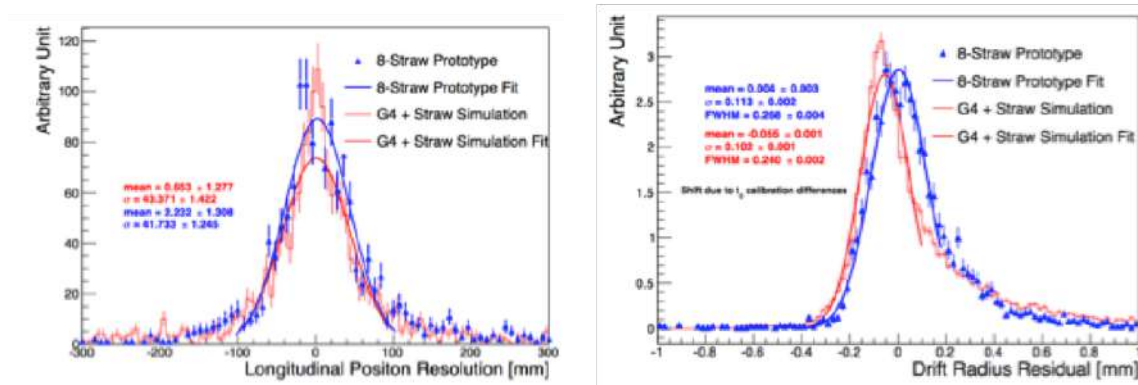 Arbitrary Unit
120
100
80
60
40
20
0
8-Straw Prototype
8-Straw Prototype Fit
G4 + Straw Simulation
G4 + Straw Simulation Fit
mean = 0.653 ± 1.277
σ = 43.371 ± 1.422
mean = 2.232 ± 1.308
σ = 41.733 ± 1.245
-300 -200 -100 0 100 200 300
Longitudinal Positon Resolution [mm]
Arbitrary Unit
3
2.5
2
1.5
1
0.5
0
8-Straw Prototype
8-Straw Prototype Fit
G4 + Straw Simulation
G4 + Straw Simulation Fit
mean = 0.004 ± 0.003
σ = 0.113 ± 0.002
FWHM = 0.266 ± 0.004
mean = -0.055 ± 0.001
σ = 0.102 ± 0.001
FWHM = 0.240 ± 0.002
Shift due to t0 calibration differences
-1 -0.8 -0.6 -0.4 -0.2 0 0.2 0.4 0.6 0.8 1
Drift Radius Residual [mm]